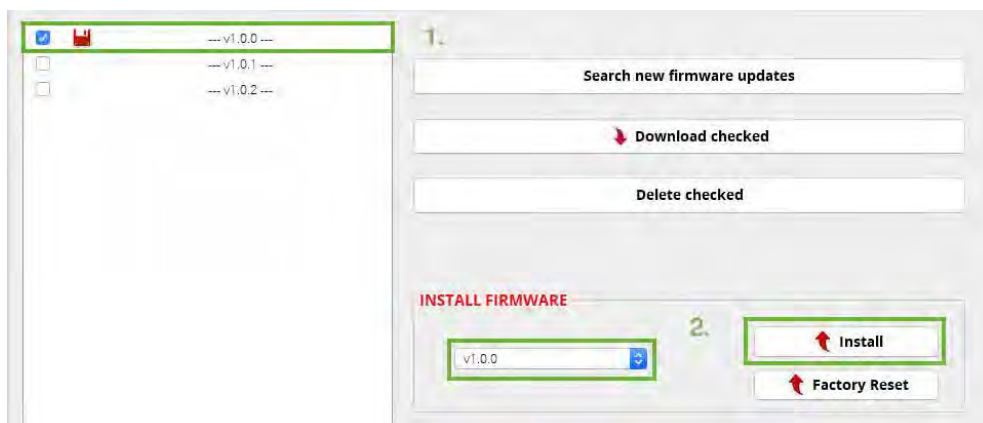 --- v1.0.0 ---
--- v1.0.1 ---
--- v1.0.2 ---
1.
Search new firmware updates
Download checked
Delete checked
INSTALL FIRMWARE
v1.0.0
2.
Install
Factory Reset